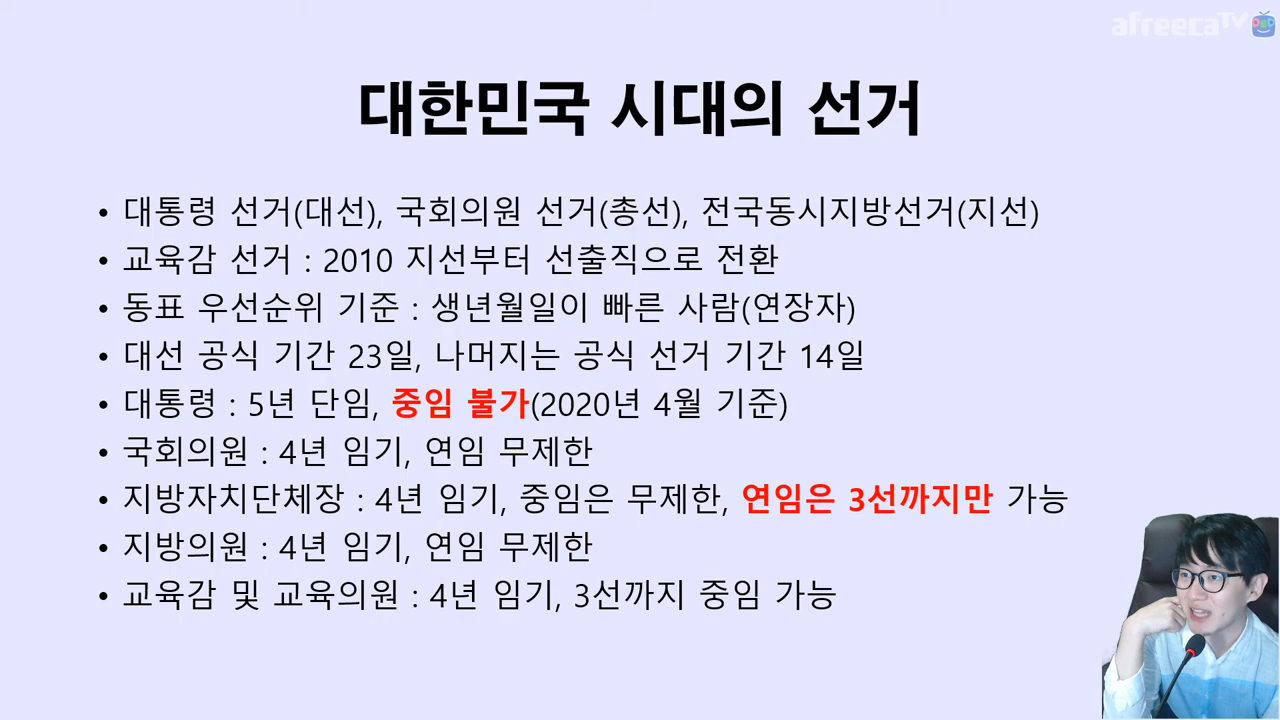 afreecaTV
대한민국 시대의 선거
• 대통령 선거(대선), 국회의원 선거(총선), 전국동시지방선거(지선)
• 교육감 선거 : 2010 지선부터 선출직으로 전환
• 동표 우선순위 기준 : 생년월일이 빠른 사람(연장자)
• 대선 공식 기간 23일, 나머지는 공식 선거 기간 14일
• 대통령 : 5년 단임, 중임 불가(2020년 4월 기준)
• 국회의원 : 4년 임기, 연임 무제한
• 지방자치단체장 : 4년 임기, 중임은 무제한, 연임은 3선까지만 가능
• 지방의원 : 4년 임기, 연임 무제한
• 교육감 및 교육의원 : 4년 임기, 3선까지 중임 가능